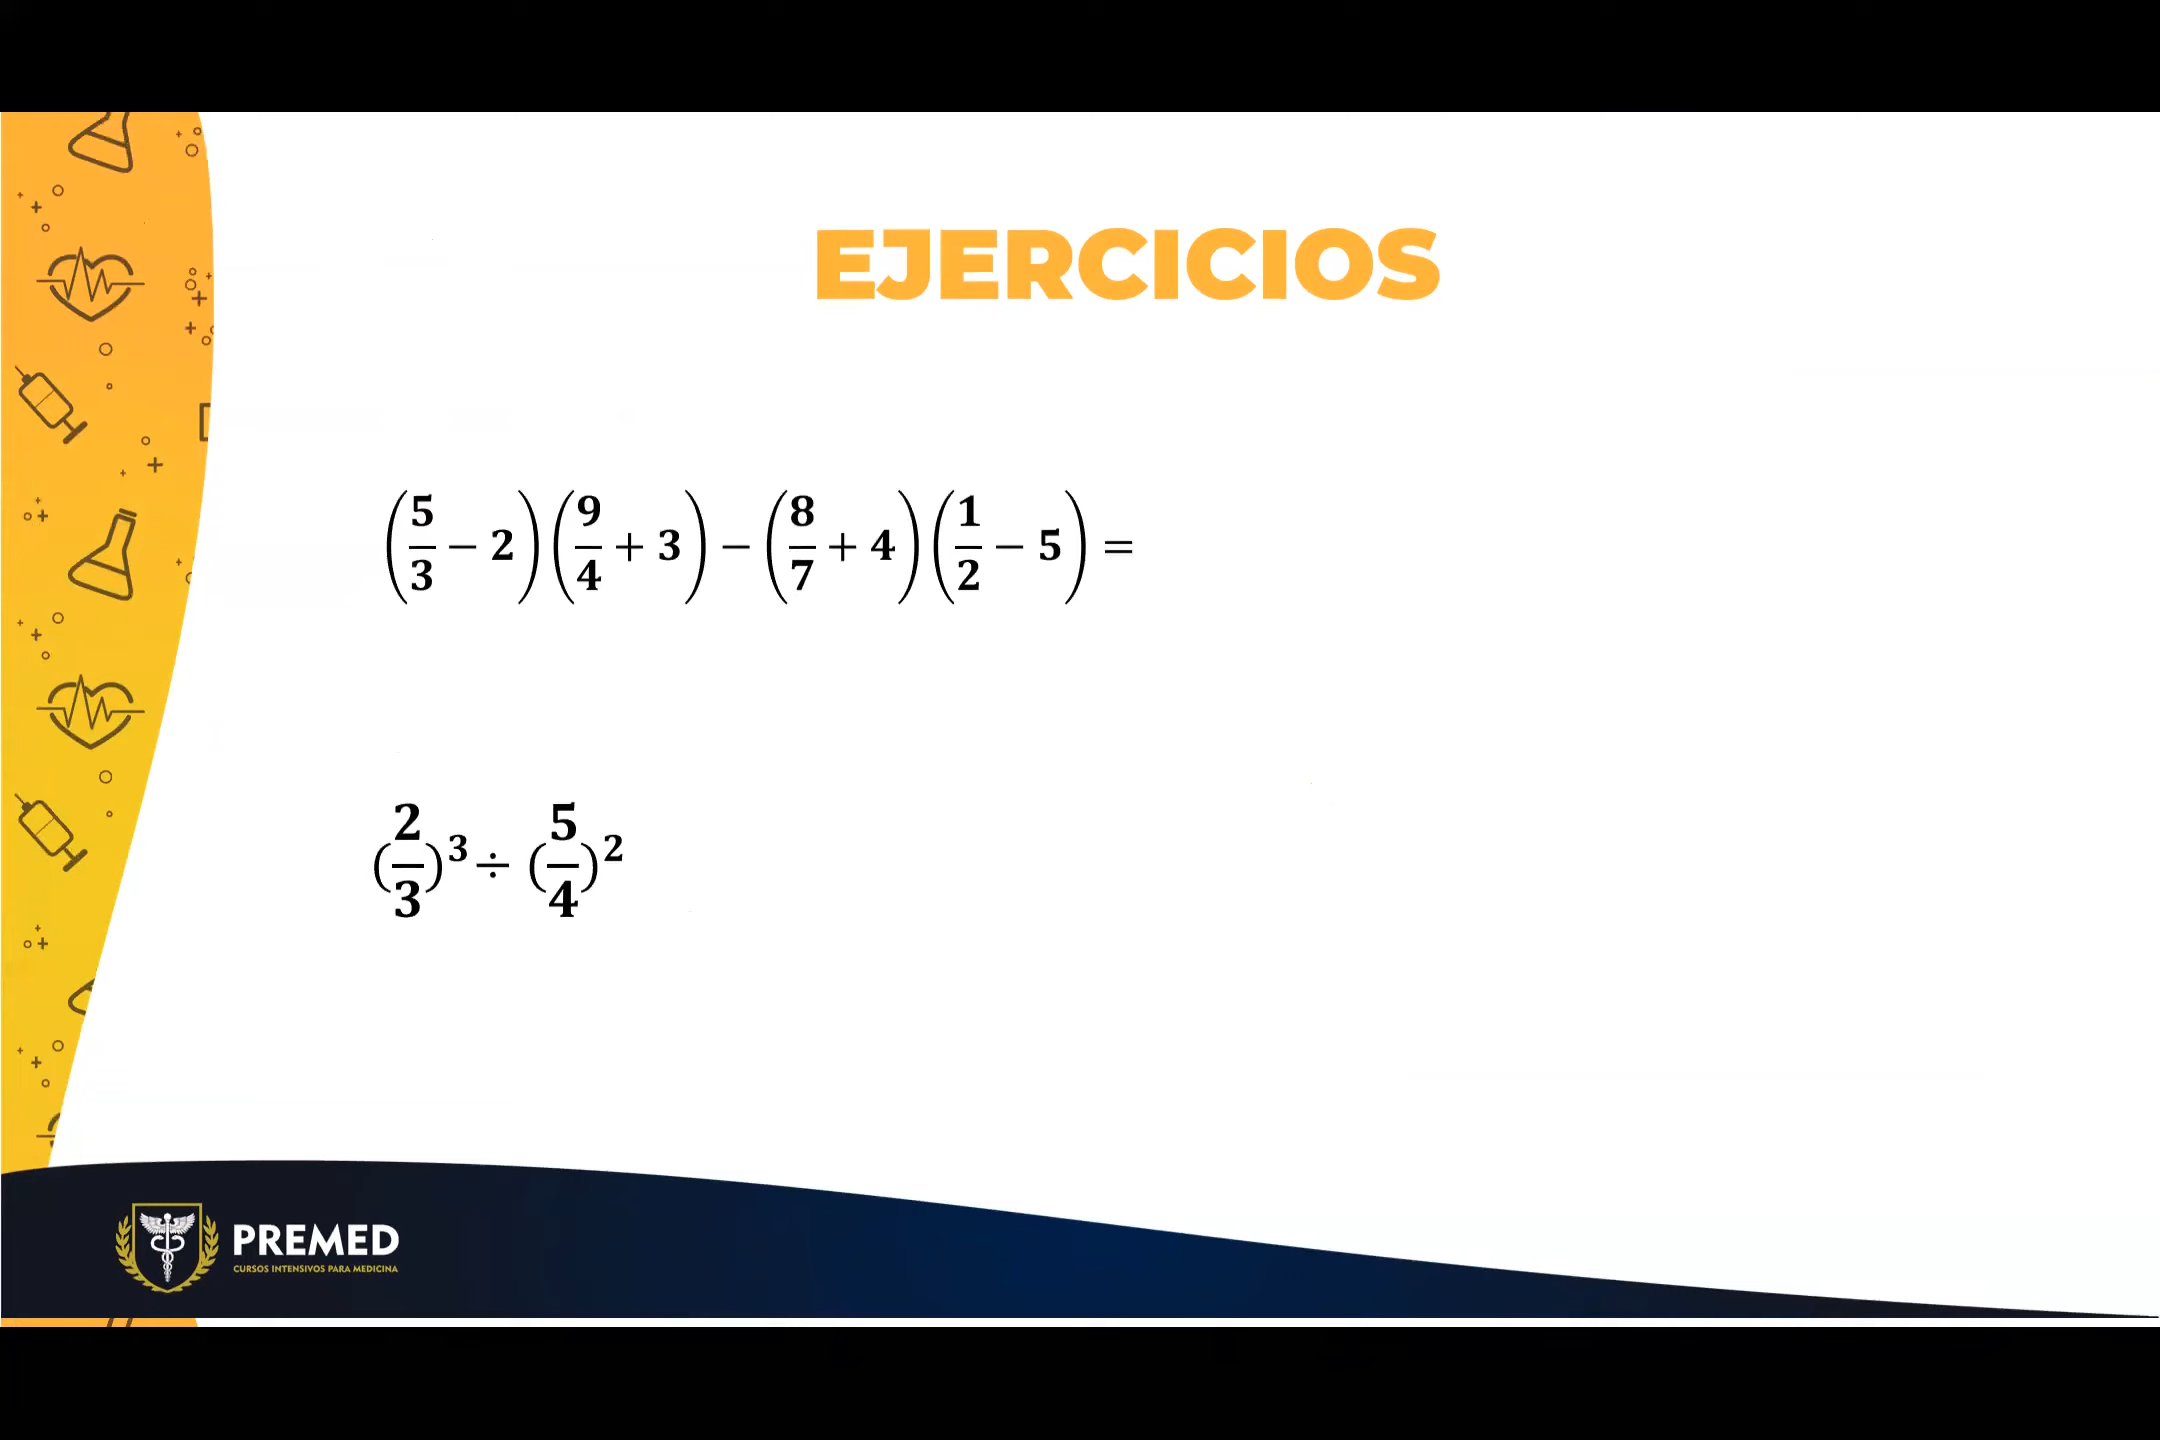 EJERCICIOS
(5/3 − 2)(9/4 + 3) − (8/7 + 4)(1/2 − 5) =
(2/3)³ ÷ (5/4)²
PREMED
CURSOS INTENSIVOS PARA MEDICINA